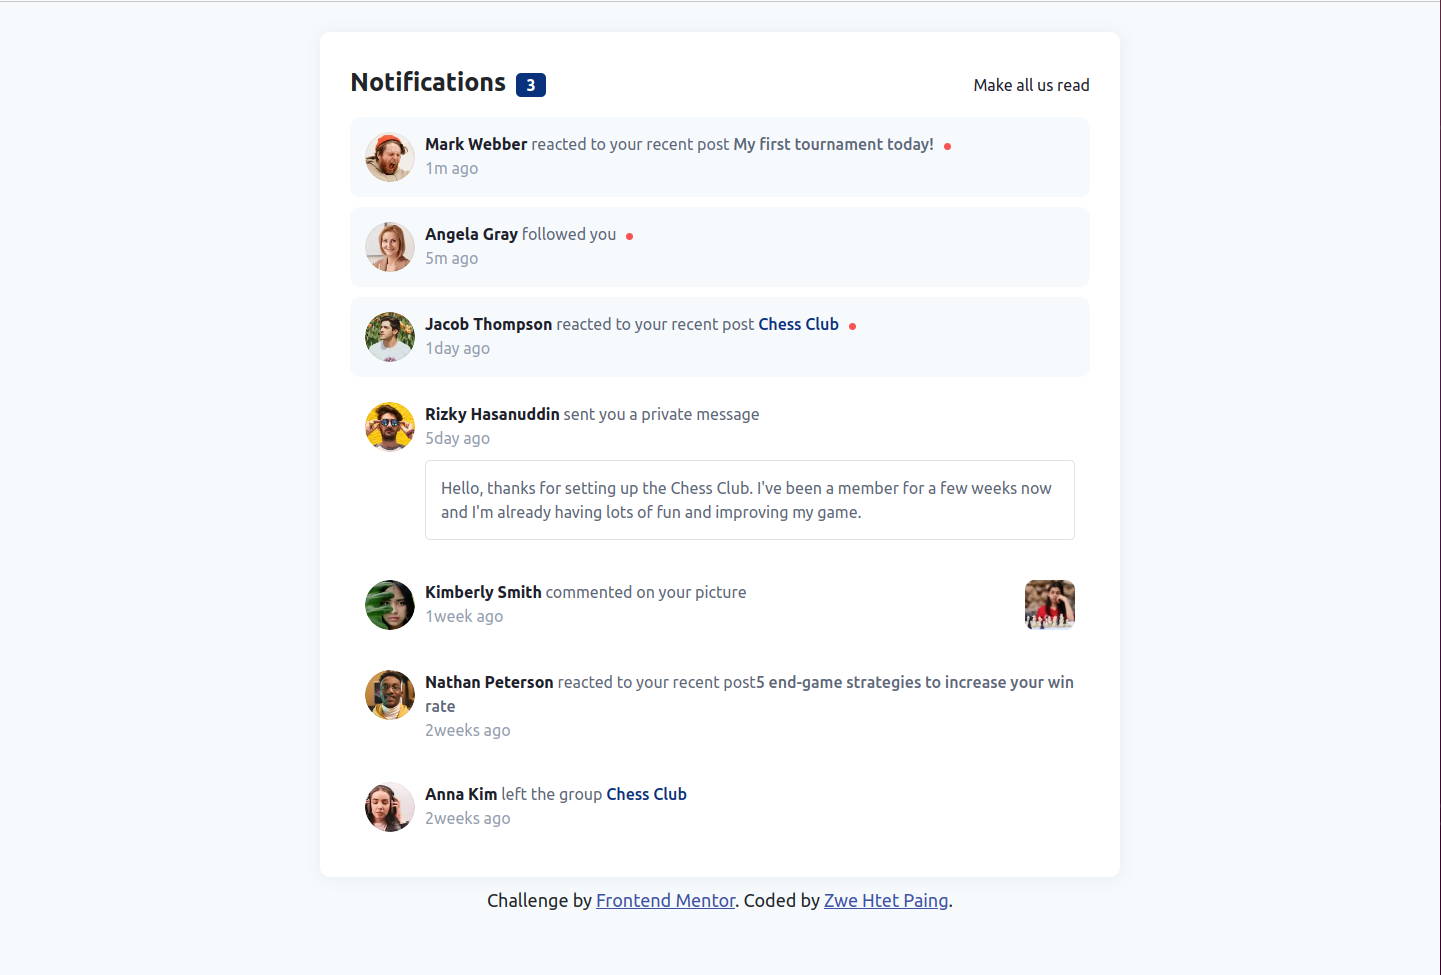 Notifications 3
Make all us read
Mark Webber reacted to your recent post My first tournament today!
1m ago
Angela Gray followed you
5m ago
Jacob Thompson reacted to your recent post Chess Club
1day ago
Rizky Hasanuddin sent you a private message
5day ago
Hello, thanks for setting up the Chess Club. I've been a member for a few weeks now
and I'm already having lots of fun and improving my game.
Kimberly Smith commented on your picture
1week ago
Nathan Peterson reacted to your recent post5 end-game strategies to increase your win
rate
2weeks ago
Anna Kim left the group Chess Club
2weeks ago
Challenge by Frontend Mentor. Coded by Zwe Htet Paing.